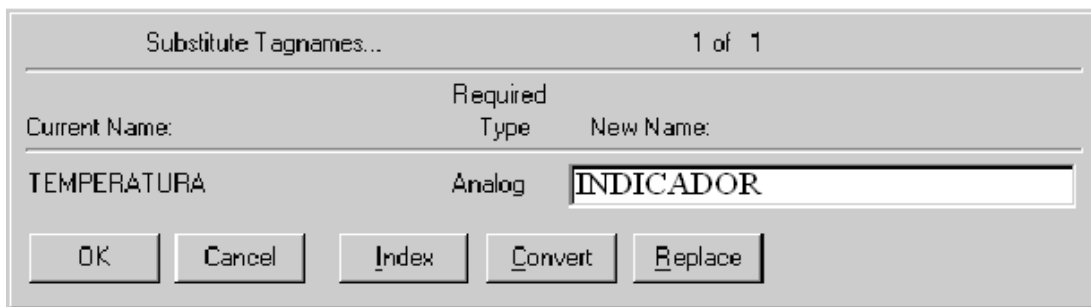 Substitute Tagnames... 1 of 1
Required
Current Name: Type New Name:
TEMPERATURA Analog INDICADOR
OK Cancel Index Convert Replace